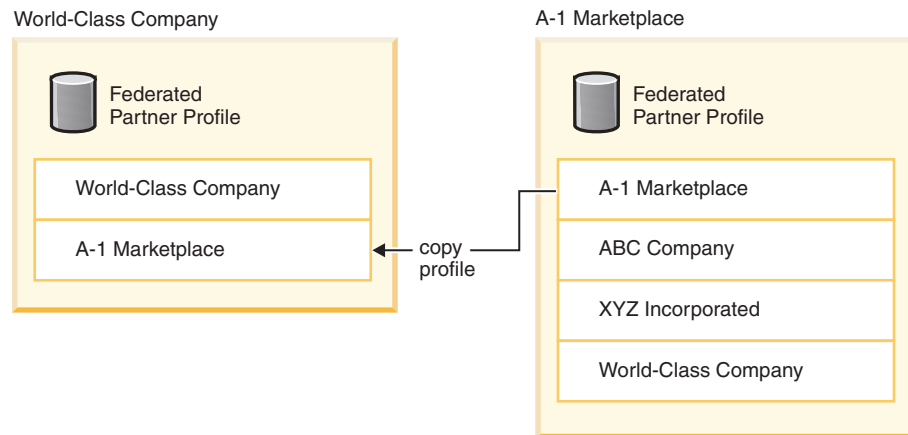 World-Class Company
Federated
Partner Profile
World-Class Company
A-1 Marketplace
copy
profile
A-1 Marketplace
Federated
Partner Profile
A-1 Marketplace
ABC Company
XYZ Incorporated
World-Class Company